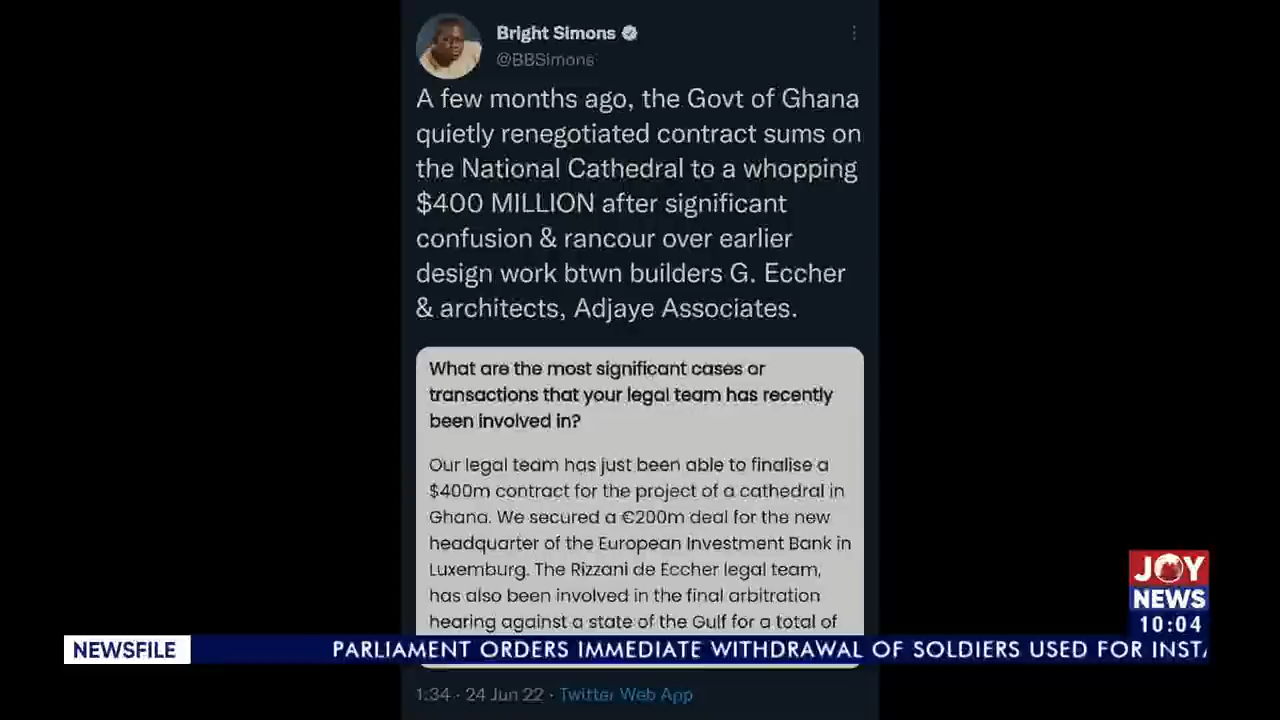 Bright Simons
@BBSimons
A few months ago, the Govt of Ghana
quietly renegotiated contract sums on
the National Cathedral to a whopping
$400 MILLION after significant
confusion & rancour over earlier
design work btwn builders G. Eccher
& architects, Adjaye Associates.
What are the most significant cases or
transactions that your legal team has recently
been involved in?
Our legal team has just been able to finalise a
$400m contract for the project of a cathedral in
Ghana. We secured a €200m deal for the new
headquarter of the European Investment Bank in
Luxemburg. The Rizzani de Eccher legal team,
has also been involved in the final arbitration
hearing against a state of the Gulf for a total of
JOY
NEWS
10:04
NEWSFILE
PARLIAMENT ORDERS IMMEDIATE WITHDRAWAL OF SOLDIERS USED FOR INSTA
1:34 · 24 Jun 22 · Twitter Web App